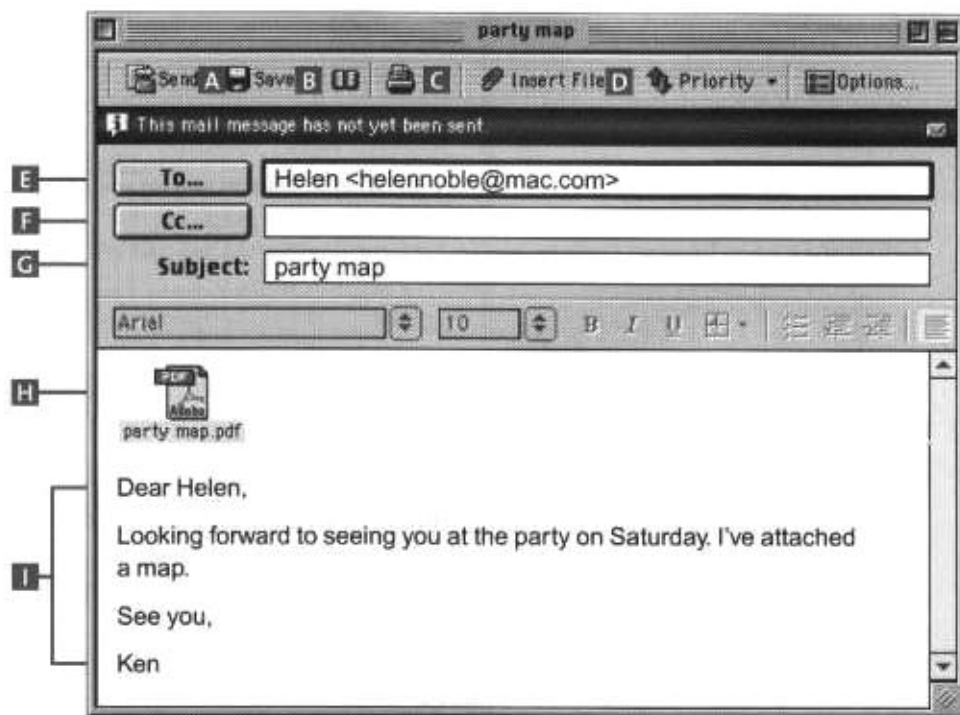 party map
Send A Save B C Insert File D Priority Options...
This mail message has not yet been sent
E To... Helen <helennoble@mac.com>
F Cc...
G Subject: party map
Arial 10 B I U
H
PDF
Adobe
party map.pdf
Dear Helen,
Looking forward to seeing you at the party on Saturday. I've attached
a map.
I
See you,
Ken